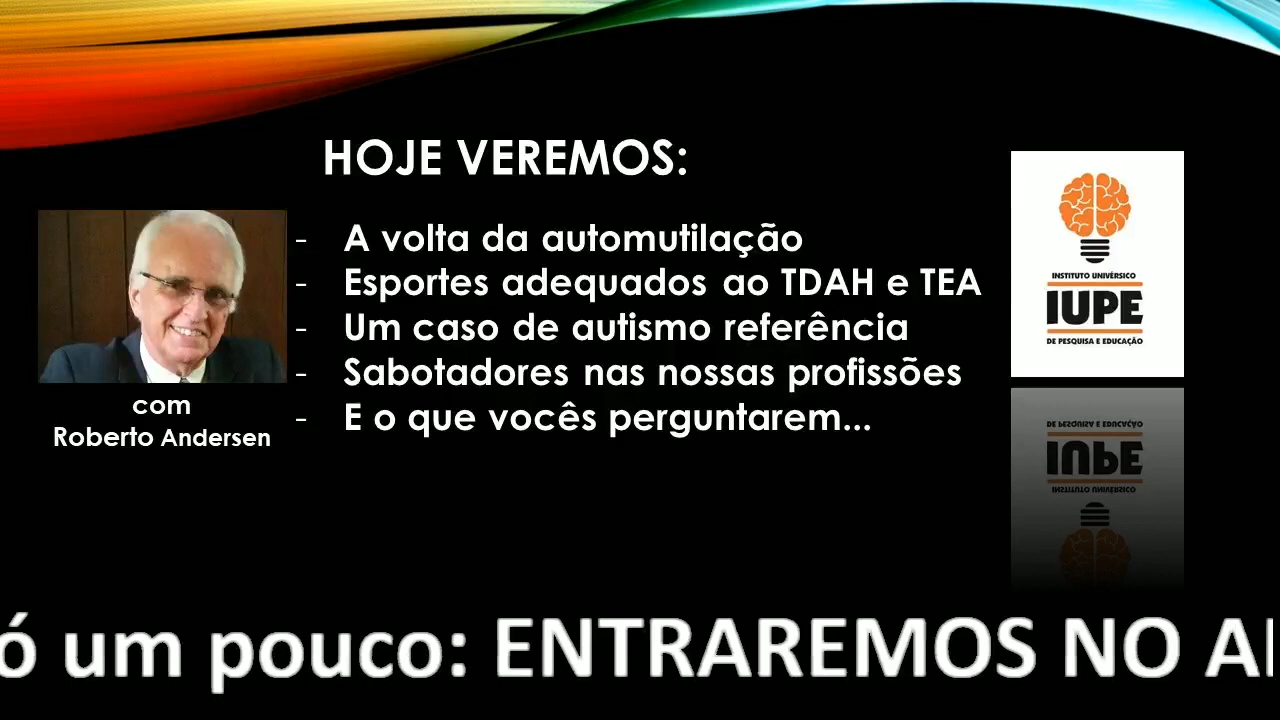 HOJE VEREMOS:
- A volta da automutilação
- Esportes adequados ao TDAH e TEA
- Um caso de autismo referência
- Sabotadores nas nossas profissões
- E o que vocês perguntarem...
com
Roberto Andersen
INSTITUTO UNIVÉRSICO
IUPE
DE PESQUISA E EDUCAÇÃO
ó um pouco: ENTRAREMOS NO A